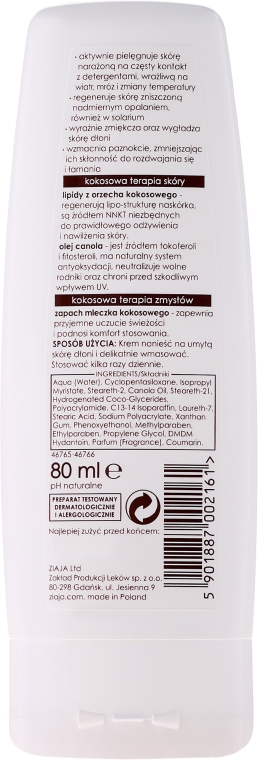 · aktywnie pielęgnuje skórę
narażoną na częsty kontakt
z detergentami, wrażliwą na
wiatr, mróz i zmiany temperatury
· regeneruje skórę zniszczoną
nadmiernym opalaniem,
również w solarium
· wyraźnie zmiękcza oraz wygładza
skórę dłoni
· wzmacnia paznokcie, zmniejszając
ich skłonność do rozdwajania się
i łamania
kokosowa terapia skóry
lipidy z orzecha kokosowego -
regenerują lipo-strukturę naskórka,
są źródłem NNKT niezbędnych
do prawidłowego odżywienia
i nawilżenia skóry.
olej canola - jest źródłem tokoferoli
i fitosteroli, ma naturalny system
antyoksydacji, neutralizuje wolne
rodniki oraz chroni przed szkodliwym
wpływem UV.
kokosowa terapia zmysłów
zapach mleczka kokosowego - zapewnia
przyjemne uczucie świeżości
i podnosi komfort stosowania.
SPOSÓB UŻYCIA: Krem nanieść na umytą
skórę dłoni i delikatnie wmasować.
Stosować kilka razy dziennie.
INGREDIENTS/Składniki
Aqua (Water), Cyclopentasiloxane, Isopropyl
Myristate, Steareth-2, Canola Oil, Steareth-21,
Hydrogenated Coco-Glycerides,
Polyacrylamide, C13-14 Isoparaffin, Laureth-7,
Stearic Acid, Sodium Polyacrylate, Xanthan
Gum, Phenoxyethanol, Methylparaben,
Ethylparaben, Propylene Glycol, DMDM
Hydantoin, Parfum (Fragrance), Coumarin.
46765-46766
80 ml e
pH naturalne
PREPARAT TESTOWANY
DERMATOLOGICZNIE
I ALERGOLOGICZNIE
Najlepiej zużyć przed końcem:
ZIAJA Ltd
Zakład Produkcji Leków sp. z o.o.
80-298 Gdańsk, ul. Jesienna 9
ziaja.com, made in Poland
5 901887 002161 >